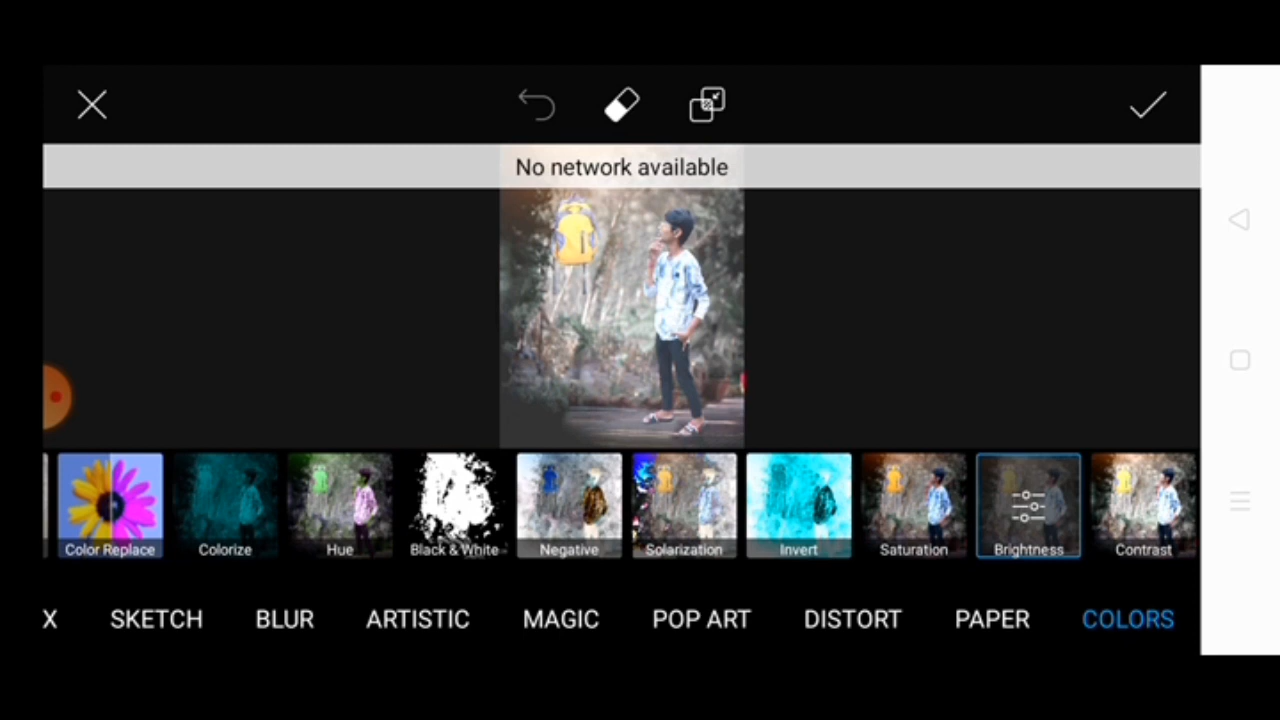 No network available
Color Replace
Colorize
Hue
Black & White
Negative
Solarization
Invert
Saturation
Brightness
Contrast
X SKETCH BLUR ARTISTIC MAGIC POP ART DISTORT PAPER COLORS